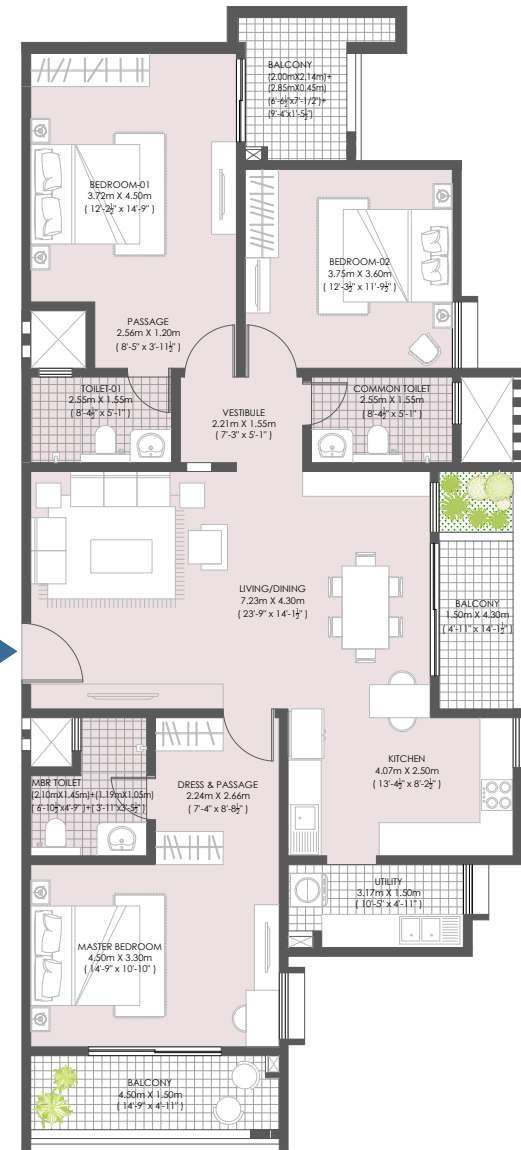 BALCONY
(2.00mX2.14m)+
(2.85mX0.45m)
(6'-6½"x7'-1/2")+
(9'-4"x1'-5½")
BEDROOM-01
3.72m X 4.50m
( 12'-2½" x 14'-9" )
BEDROOM-02
3.75m X 3.60m
( 12'-3½" x 11'-9½" )
PASSAGE
2.56m X 1.20m
( 8'-5" x 3'-11½" )
TOILET-01
2.55m X 1.55m
( 8'-4½" x 5'-1" )
VESTIBULE
2.21m X 1.55m
( 7'-3" x 5'-1" )
COMMON TOILET
2.55m X 1.55m
( 8'-4½" x 5'-1" )
LIVING/DINING
7.23m X 4.30m
( 23'-9" x 14'-1½" )
BALCONY
1.50m X 4.30m
( 4'-11" x 14'-1½" )
KITCHEN
4.07m X 2.50m
( 13'-4½" x 8'-2½" )
MBR TOILET
(2.10mX1.45m)+(1.19mX1.05m)
( 6'-10½"x4'-9" )+( 3'-11"x3'-5½")
DRESS & PASSAGE
2.24m X 2.66m
( 7'-4" x 8'-8½" )
UTILITY
3.17m X 1.50m
( 10'-5" x 4'-11" )
MASTER BEDROOM
4.50m X 3.30m
( 14'-9" x 10'-10" )
BALCONY
4.50m X 1.50m
( 14'-9" x 4'-11" )